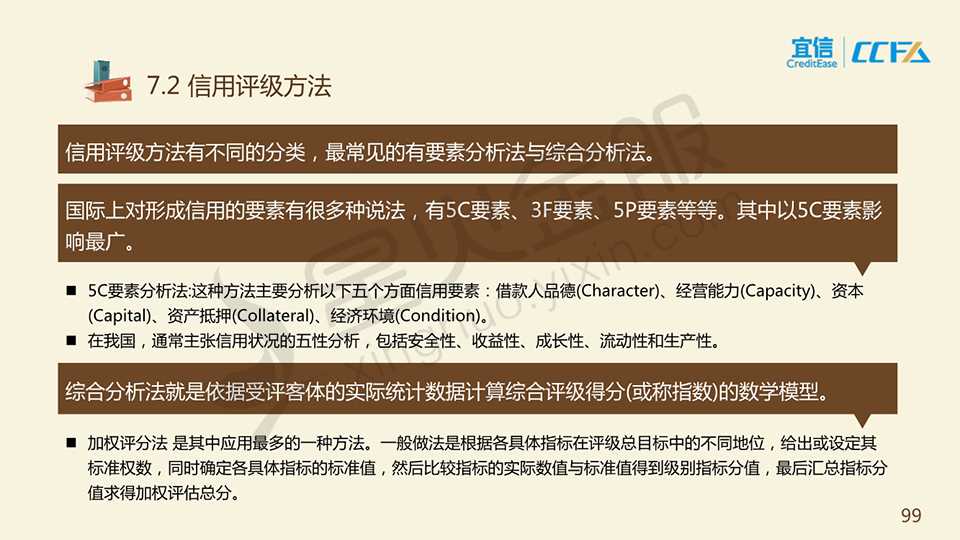 宜信
CreditEase
CCFA
7.2 信用评级方法
信用评级方法有不同的分类，最常见的有要素分析法与综合分析法。
国际上对形成信用的要素有很多种说法，有5C要素、3F要素、5P要素等等。其中以5C要素影
响最广。
■ 5C要素分析法:这种方法主要分析以下五个方面信用要素：借款人品德(Character)、经营能力(Capacity)、资本
(Capital)、资产抵押(Collateral)、经济环境(Condition)。
■ 在我国，通常主张信用状况的五性分析，包括安全性、收益性、成长性、流动性和生产性。
综合分析法就是依据受评客体的实际统计数据计算综合评级得分(或称指数)的数学模型。
■ 加权评分法 是其中应用最多的一种方法。一般做法是根据各具体指标在评级总目标中的不同地位，给出或设定其
标准权数，同时确定各具体指标的标准值，然后比较指标的实际数值与标准值得到级别指标分值，最后汇总指标分
值求得加权评估总分。
星火金服
xinghuo.yixin.com
99